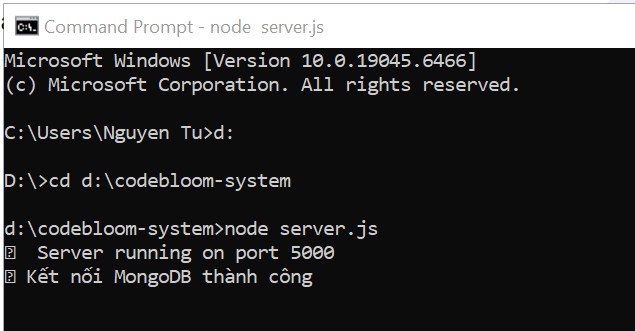 Command Prompt - node server.js
Microsoft Windows [Version 10.0.19045.6466]
(c) Microsoft Corporation. All rights reserved.
C:\Users\Nguyen Tu>d:
D:\>cd d:\codebloom-system
d:\codebloom-system>node server.js
Server running on port 5000
Kết nối MongoDB thành công